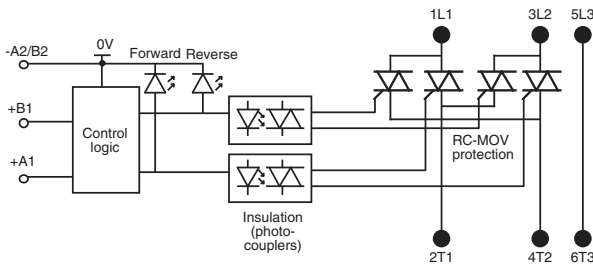 1L1
3L2
5L3
-A2/B2
0V
Forward
Reverse
+B1
Control
logic
+A1
RC-MOV
protection
Insulation
(photo-
couplers)
2T1
4T2
6T3